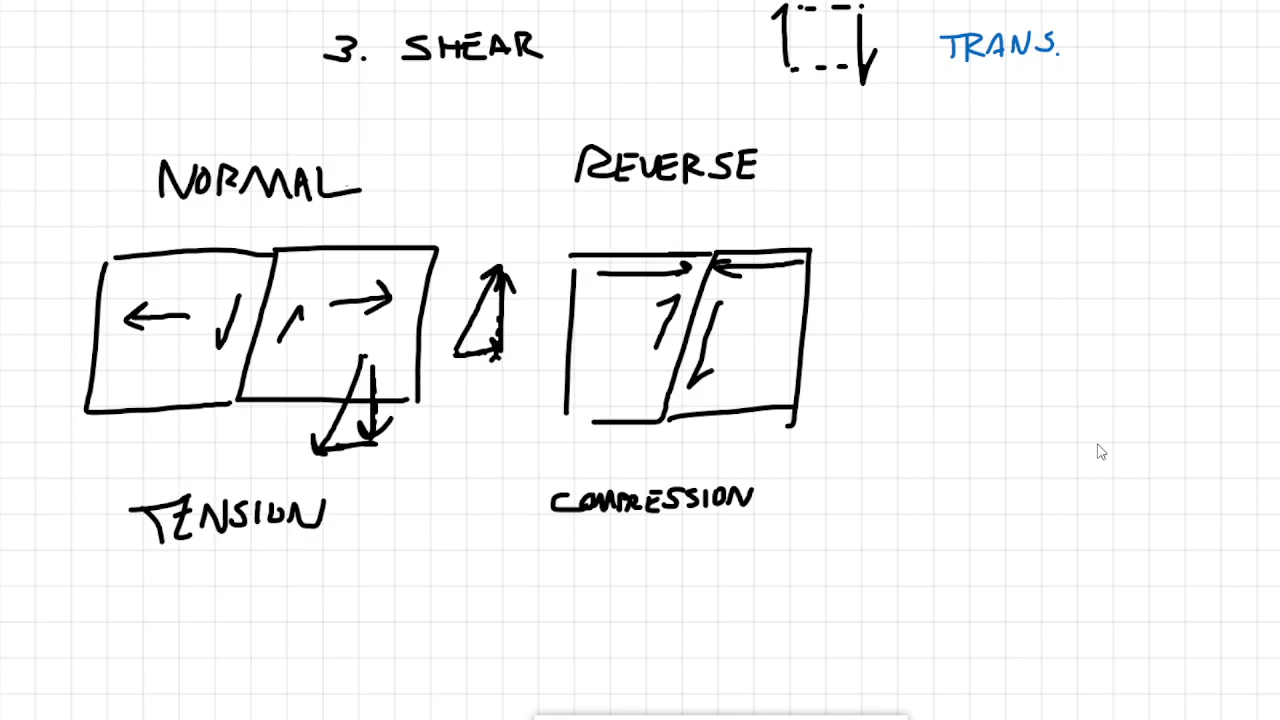 3. SHEAR
TRANS.
NORMAL
REVERSE
TENSION
COMPRESSION